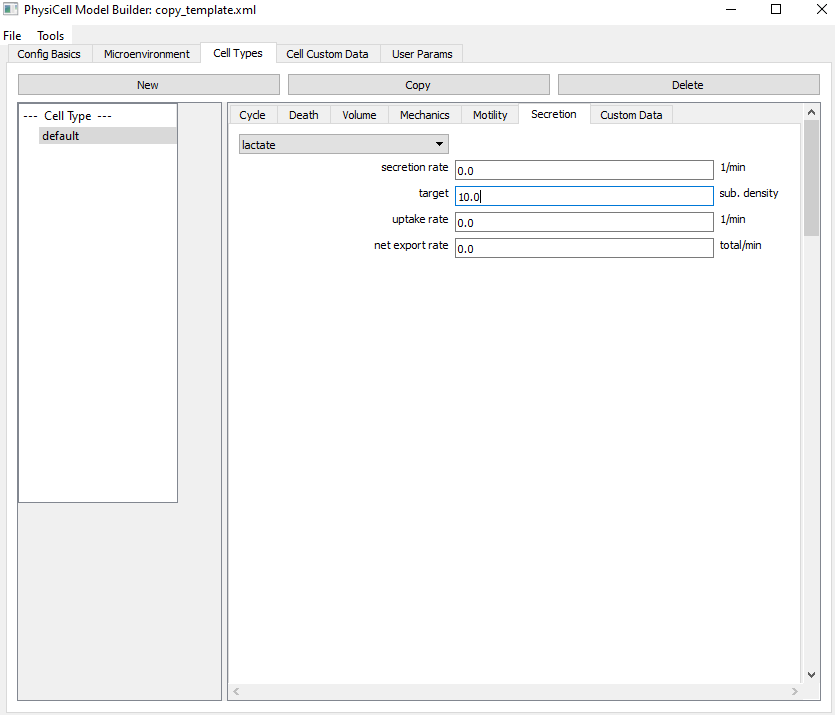 PhysiCell Model Builder: copy_template.xml
File Tools
Config Basics Microenvironment Cell Types Cell Custom Data User Params
New Copy Delete
--- Cell Type ---
default
Cycle Death Volume Mechanics Motility Secretion Custom Data
lactate
secretion rate 0.0 1/min
target 10.0 sub. density
uptake rate 0.0 1/min
net export rate 0.0 total/min